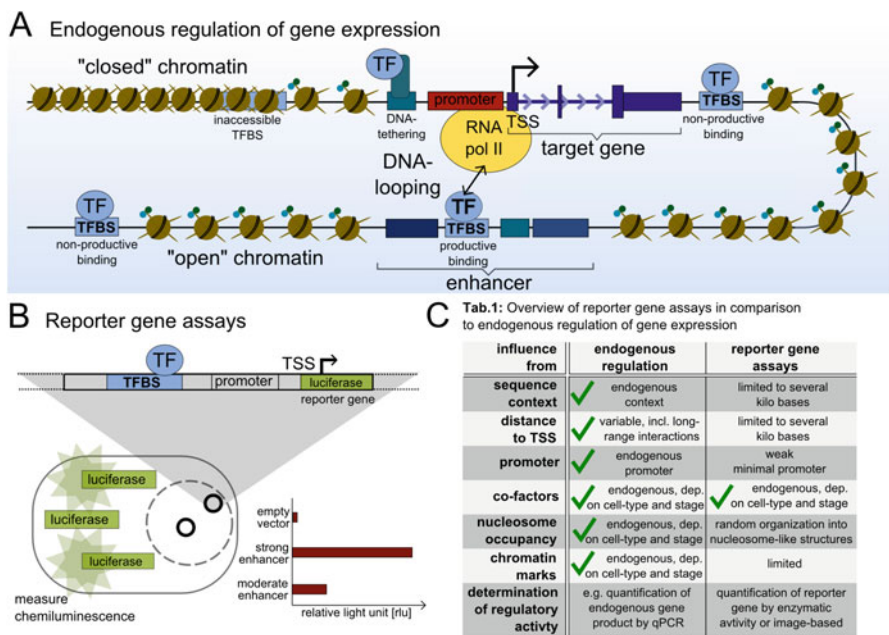 A Endogenous regulation of gene expression
"closed" chromatin
TF
inaccessible
TFBS
DNA-
tethering
promoter
TSS
RNA
pol II
target gene
TF
TFBS
non-productive
binding
DNA-
looping
TF
TFBS
non-productive
binding
"open" chromatin
TF
TFBS
productive
binding
enhancer
B Reporter gene assays
TF
TFBS
promoter
TSS
luciferase
reporter gene
luciferase
luciferase
luciferase
measure
chemiluminescence
empty
vector
strong
enhancer
moderate
enhancer
relative light unit [rlu]
C Tab.1: Overview of reporter gene assays in comparison
to endogenous regulation of gene expression
influence from | endogenous regulation | reporter gene assays
sequence context | endogenous context | limited to several kilo bases
distance to TSS | variable, incl. long-range interactions | limited to several kilo bases
promoter | endogenous promoter | weak minimal promoter
co-factors | endogenous, dep. on cell-type and stage | endogenous, dep. on cell-type and stage
nucleosome occupancy | endogenous, dep. on cell-type and stage | random organization into nucleosome-like structures
chromatin marks | endogenous, dep. on cell-type and stage | limited
determination of regulatory activty | e.g. quantification of endogenous gene product by qPCR | quantification of reporter gene by enzymatic avtivity or image-based